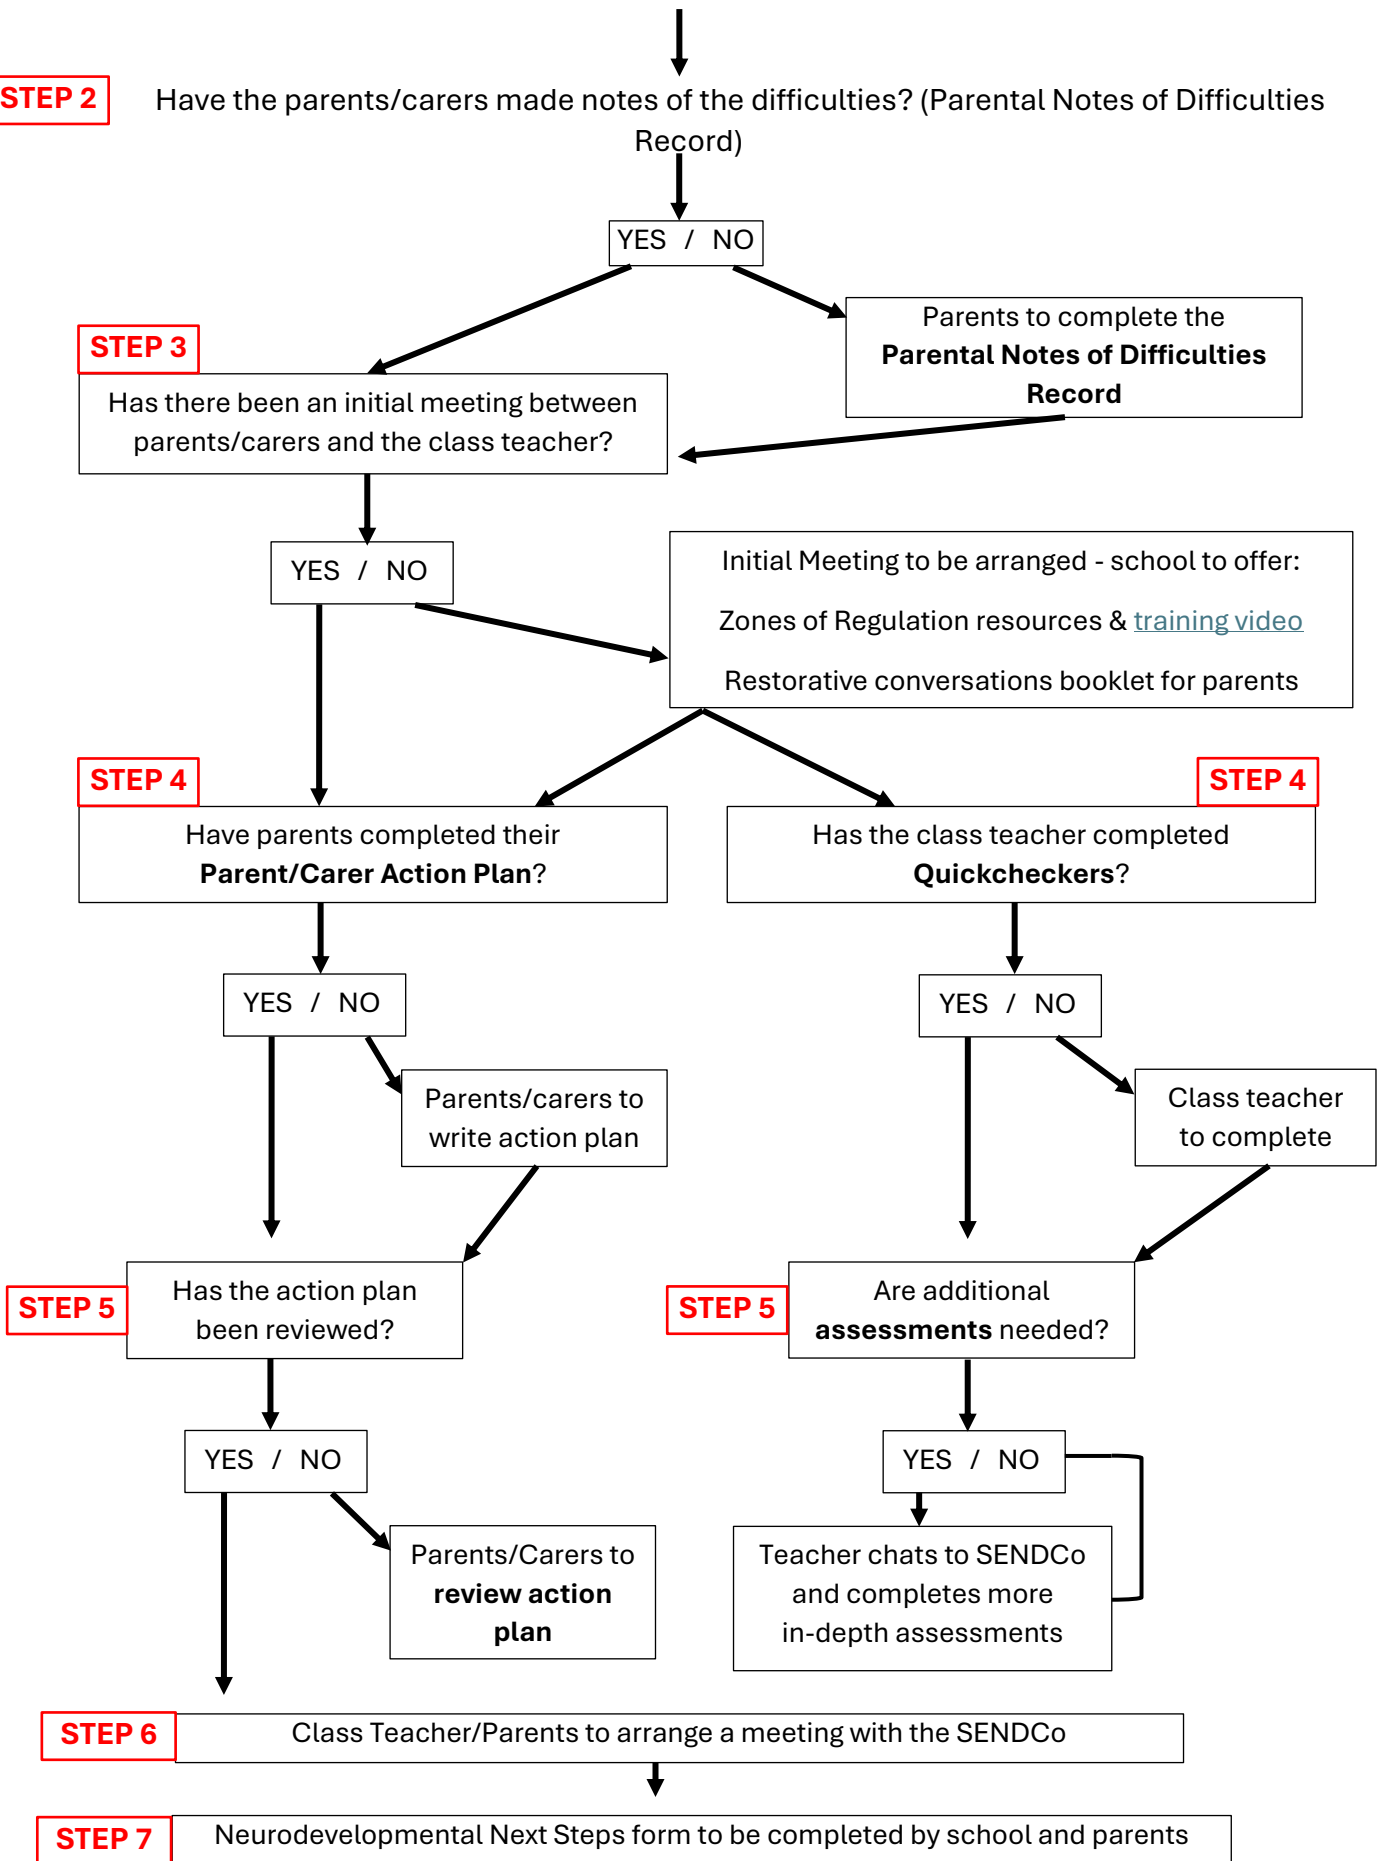 STEP 2
Have the parents/carers made notes of the difficulties? (Parental Notes of Difficulties
Record)
YES / NO
Parents to complete the
Parental Notes of Difficulties
Record
STEP 3
Has there been an initial meeting between
parents/carers and the class teacher?
YES / NO
Initial Meeting to be arranged - school to offer:
Zones of Regulation resources & training video
Restorative conversations booklet for parents
STEP 4
Have parents completed their
Parent/Carer Action Plan?
STEP 4
Has the class teacher completed
Quickcheckers?
YES / NO
YES / NO
Parents/carers to
write action plan
Class teacher
to complete
STEP 5
Has the action plan
been reviewed?
STEP 5
Are additional
assessments needed?
YES / NO
YES / NO
Parents/Carers to
review action
plan
Teacher chats to SENDCo
and completes more
in-depth assessments
STEP 6
Class Teacher/Parents to arrange a meeting with the SENDCo
STEP 7
Neurodevelopmental Next Steps form to be completed by school and parents